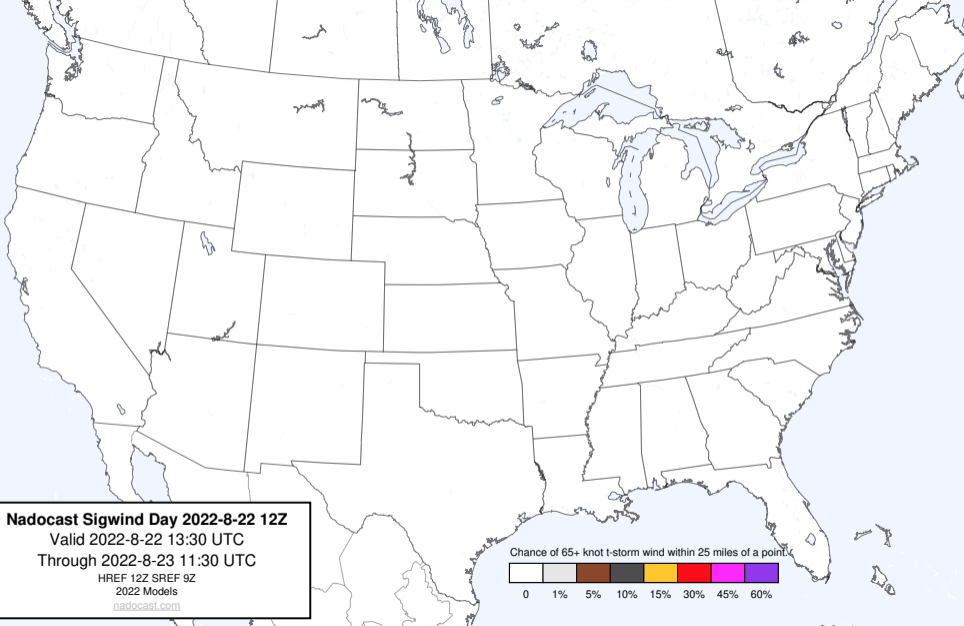 Nadocast Sigwind Day 2022-8-22 12Z
Valid 2022-8-22 13:30 UTC
Through 2022-8-23 11:30 UTC
HREF 12Z SREF 9Z
2022 Models
nadocast.com
Chance of 65+ knot t-storm wind within 25 miles of a point.
0 1% 5% 10% 15% 30% 45% 60%